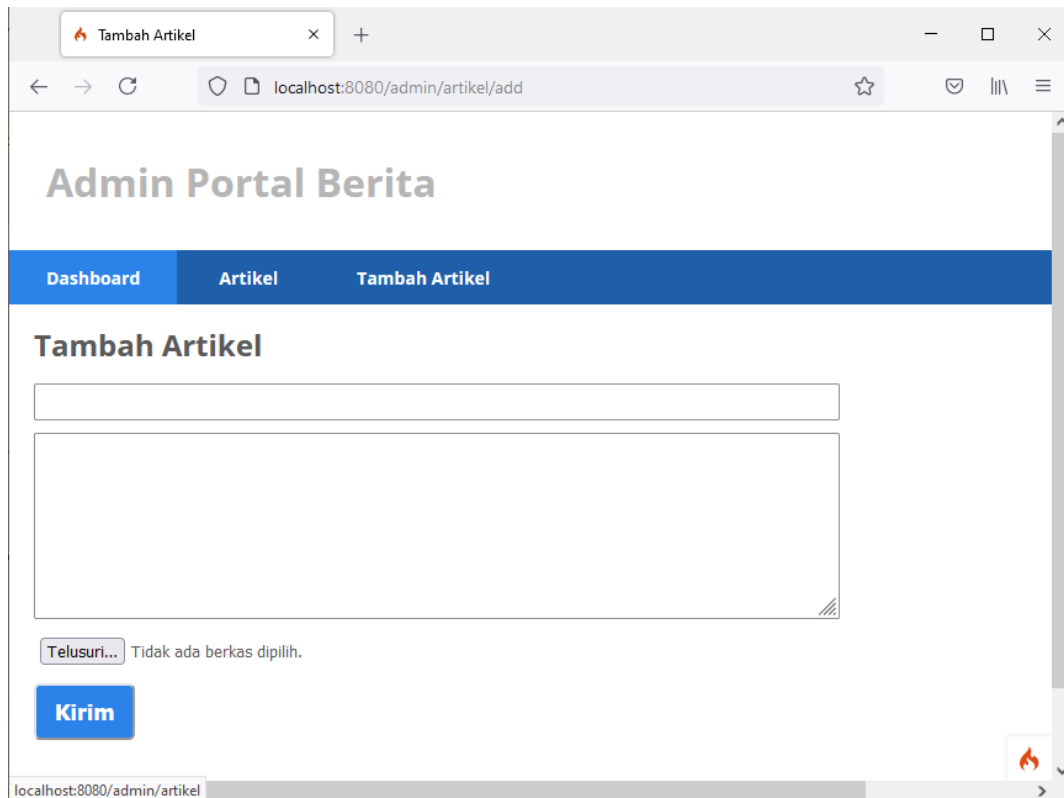 Tambah Artikel
localhost:8080/admin/artikel/add
Admin Portal Berita
Dashboard Artikel Tambah Artikel
Tambah Artikel
Telusuri... Tidak ada berkas dipilih.
Kirim
localhost:8080/admin/artikel